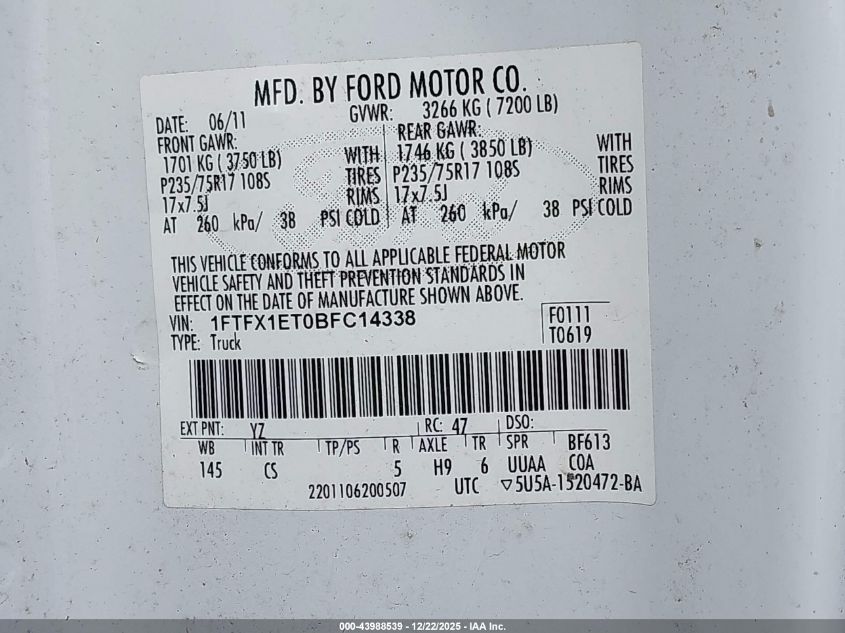 MFD. BY FORD MOTOR CO.
DATE: 06/11 GVWR: 3266 KG ( 7200 LB)
FRONT GAWR: REAR GAWR:
1701 KG ( 3750 LB) WITH 1746 KG ( 3850 LB) WITH
P235/75R17 108S TIRES P235/75R17 108S TIRES
17x7.5J RIMS 17x7.5J RIMS
AT 260 kPa/ 38 PSI COLD AT 260 kPa/ 38 PSI COLD
THIS VEHICLE CONFORMS TO ALL APPLICABLE FEDERAL MOTOR
VEHICLE SAFETY AND THEFT PREVENTION STANDARDS IN
EFFECT ON THE DATE OF MANUFACTURE SHOWN ABOVE.
VIN: 1FTFX1ET0BFC14338 F0111
TYPE: Truck T0619
EXT PNT: YZ RC: 47 DSO:
WB INT TR TP/PS R AXLE TR SPR BF613
145 CS 5 H9 6 UUAA COA
2201106200507 UTC ▽5U5A-1520472-BA
000-43988539 - 12/22/2025 - IAA Inc.